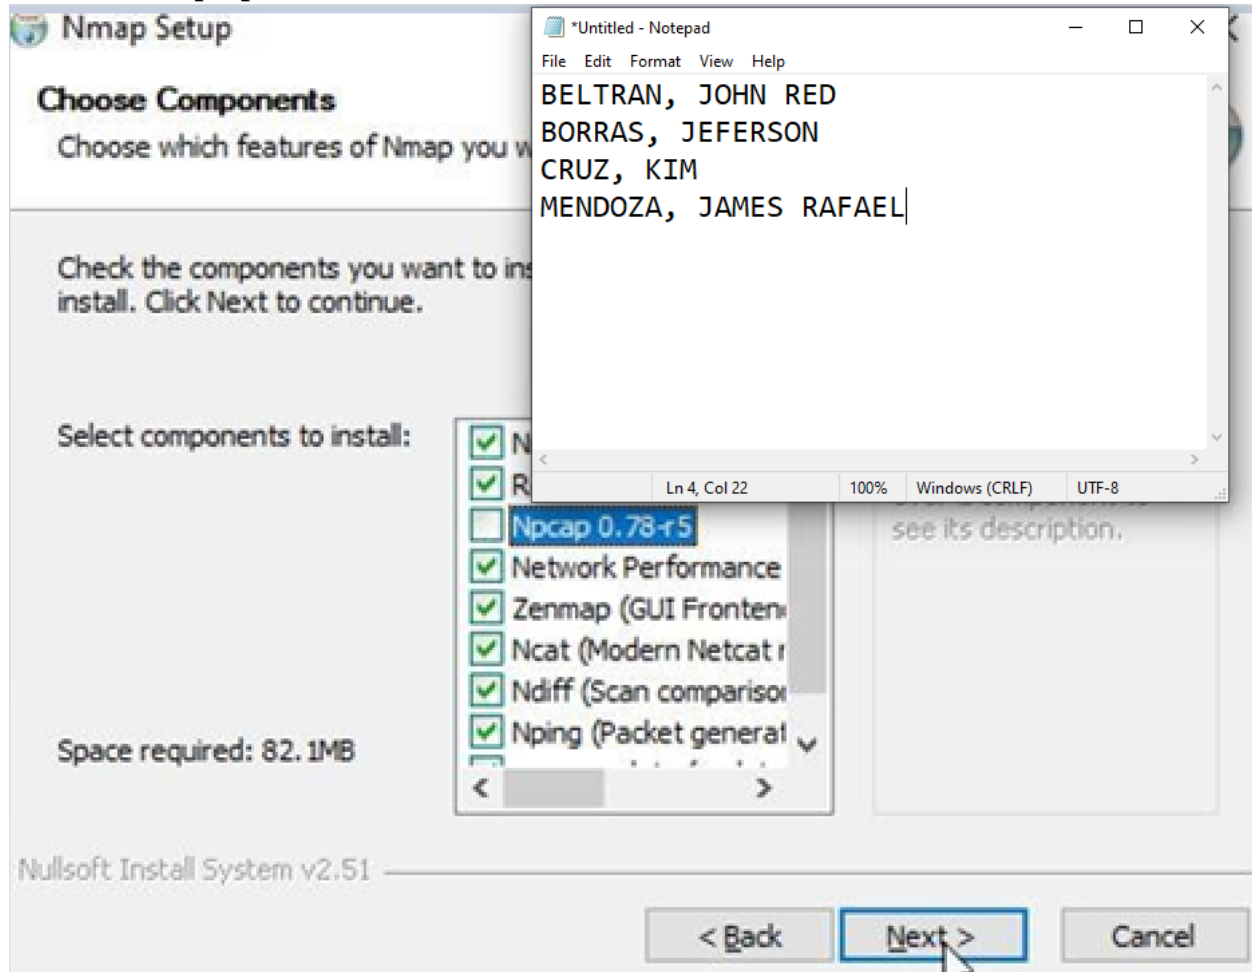 Nmap Setup
Choose Components
Choose which features of Nmap you w
Check the components you want to ins
install. Click Next to continue.
Select components to install:
N
R
Npcap 0.78-r5
Network Performance
Zenmap (GUI Fronten
Ncat (Modern Netcat r
Ndiff (Scan comparison
Nping (Packet generat
see its description.
Space required: 82.1MB
Nullsoft Install System v2.51
< Back
Next >
Cancel
*Untitled - Notepad
File Edit Format View Help
BELTRAN, JOHN RED
BORRAS, JEFERSON
CRUZ, KIM
MENDOZA, JAMES RAFAEL
Ln 4, Col 22
100%
Windows (CRLF)
UTF-8